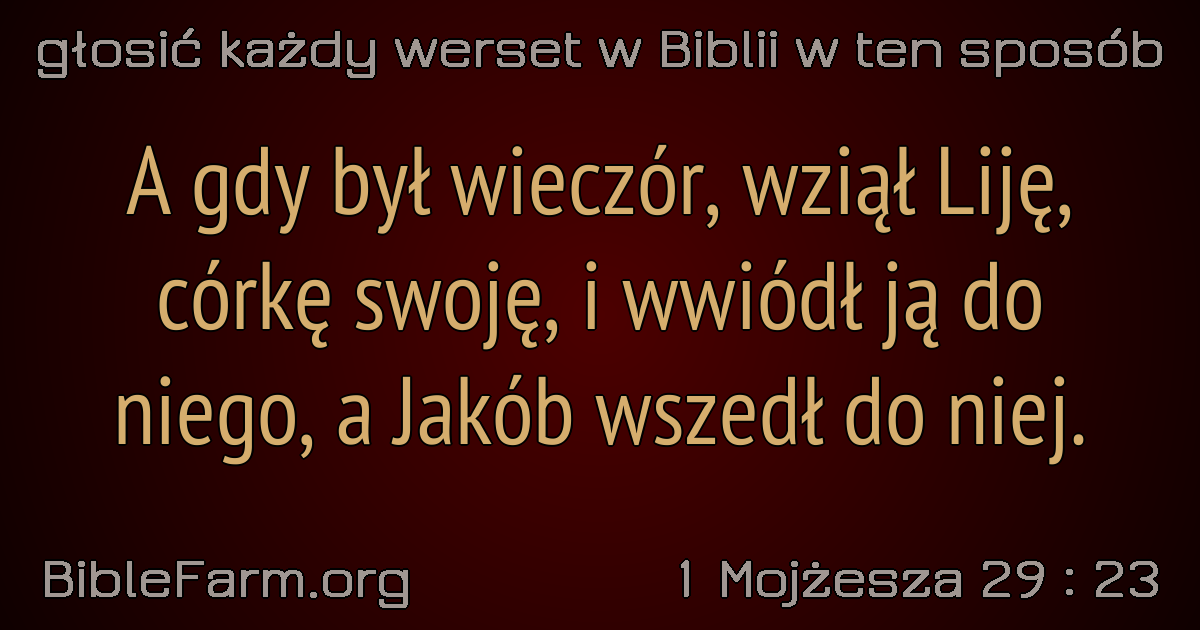 głosić każdy werset w Biblii w ten sposób
A gdy był wieczór, wziął Liję,
córkę swoję, i wwiódł ją do
niego, a Jakób wszedł do niej.
BibleFarm.org
1 Mojżesza 29 : 23